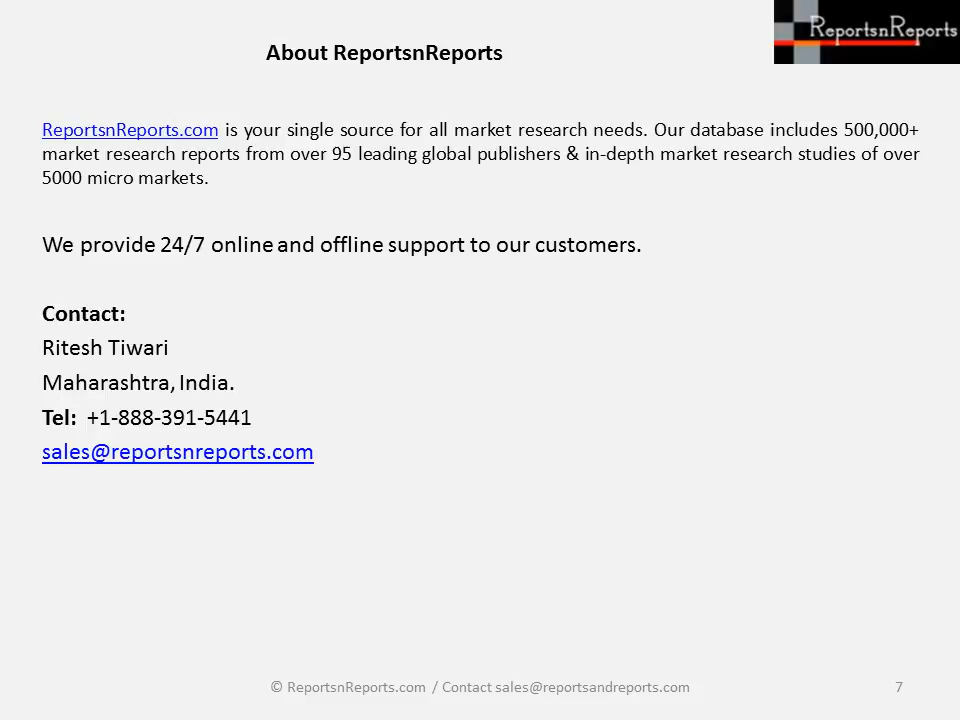 ReportsnReports
About ReportsnReports
ReportsnReports.com is your single source for all market research needs. Our database includes 500,000+
market research reports from over 95 leading global publishers & in-depth market research studies of over
5000 micro markets.
We provide 24/7 online and offline support to our customers.
Contact:
Ritesh Tiwari
Maharashtra, India.
Tel: +1-888-391-5441
sales@reportsnreports.com
© ReportsnReports.com / Contact sales@reportsandreports.com 7